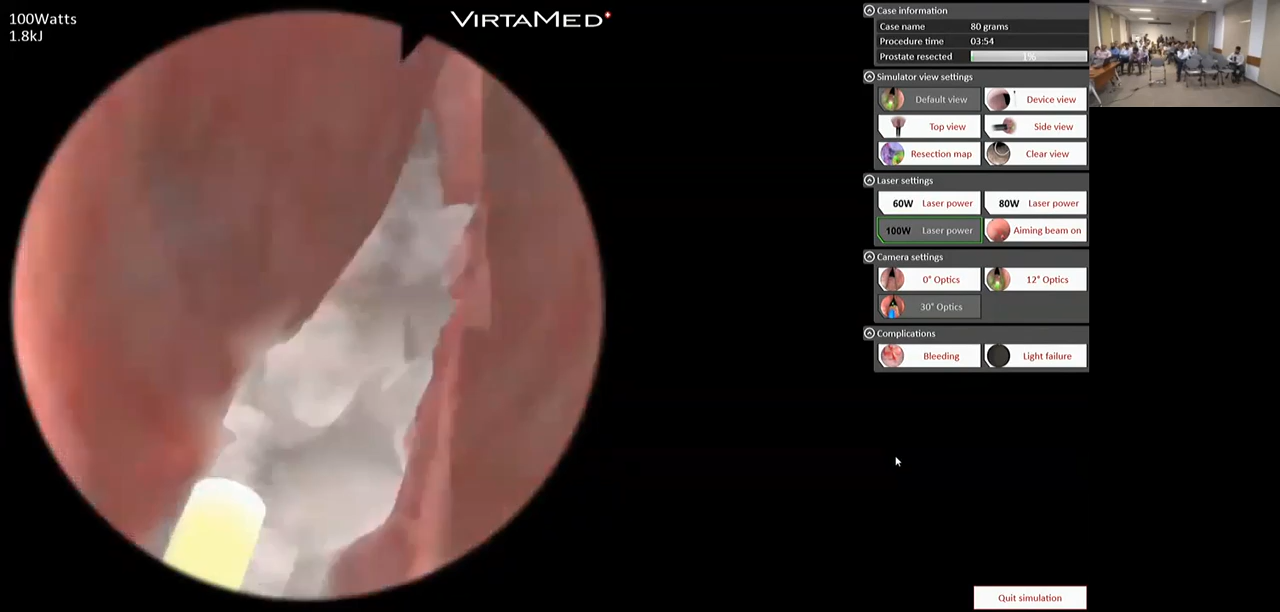 100Watts
1.8kJ
VIRTAMED
Case information
Case name 80 grams
Procedure time 03:54
Prostate resected 1%
Simulator view settings
Default view Device view
Top view Side view
Resection map Clear view
Laser settings
60W Laser power 80W Laser power
100W Laser power Aiming beam on
Camera settings
0° Optics 12° Optics
30° Optics
Complications
Bleeding Light failure
Quit simulation